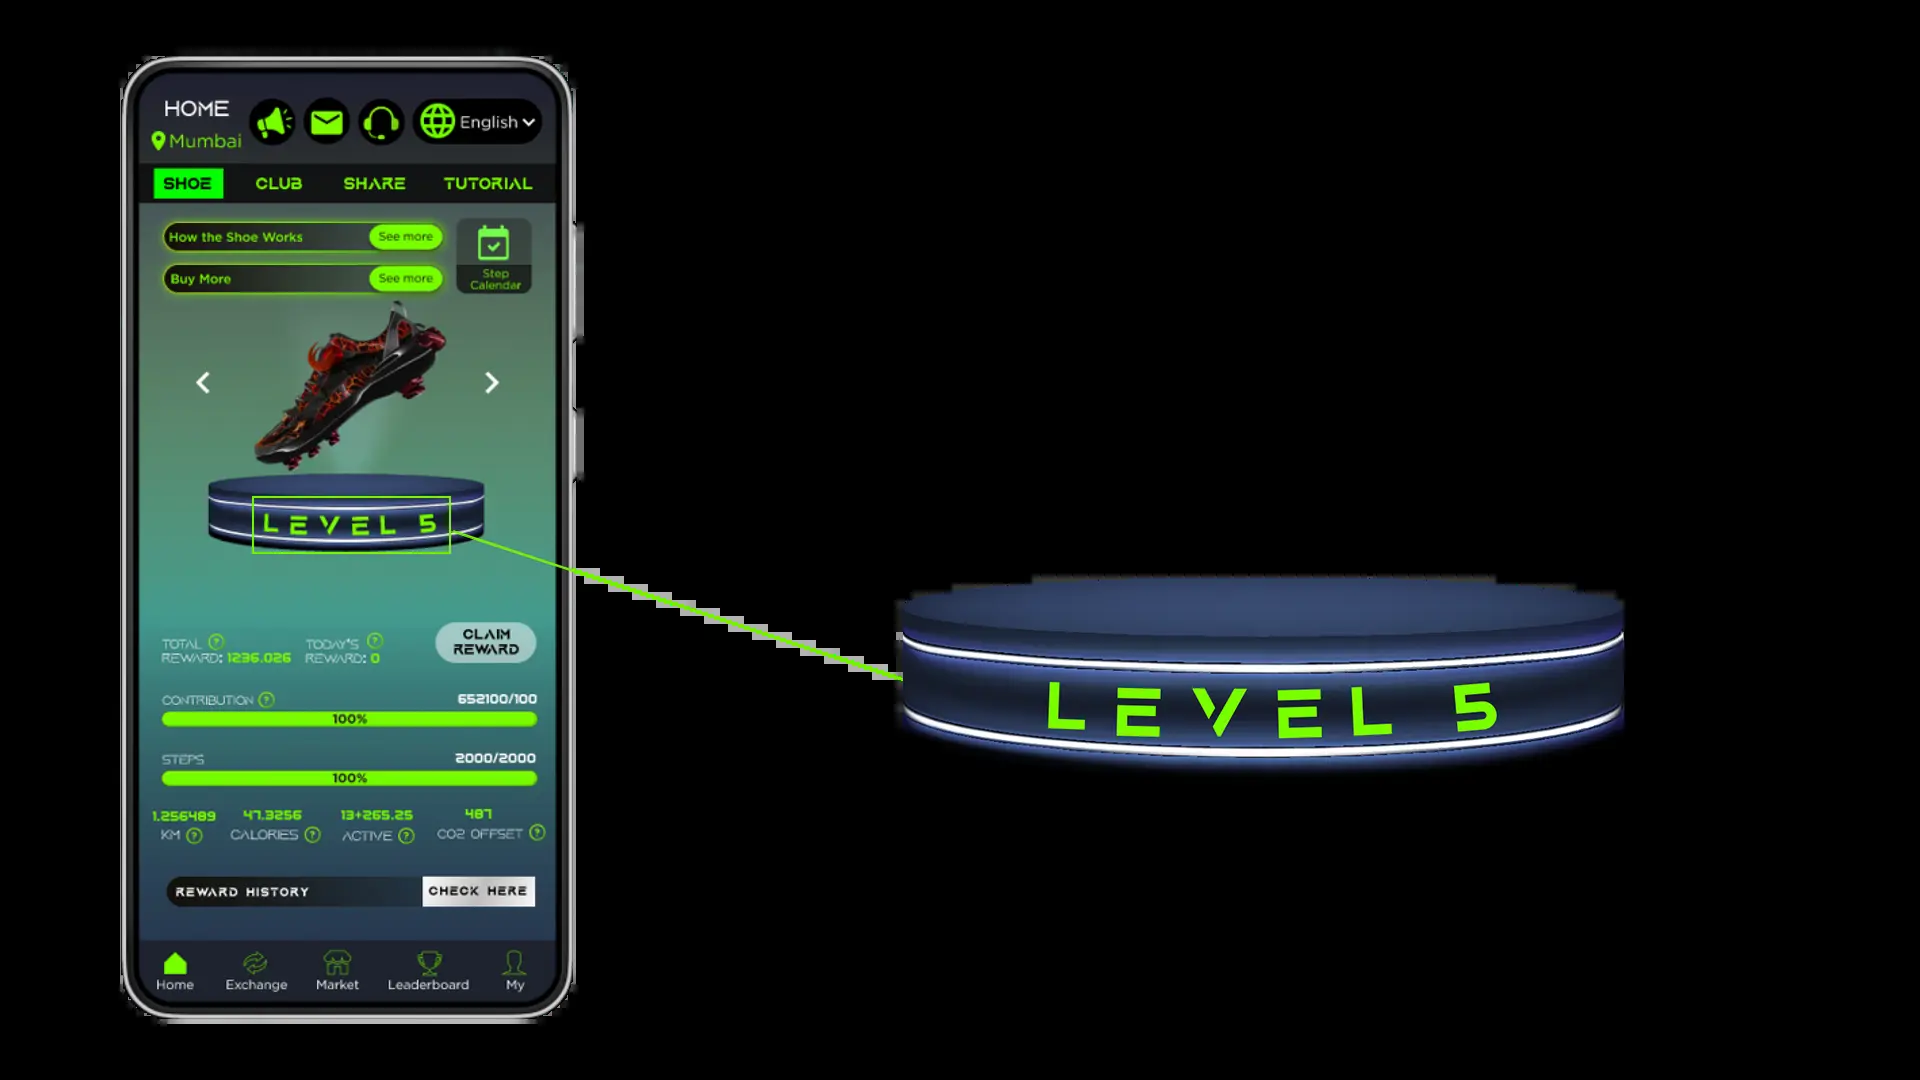 HOME
Mumbai
English
SHOE CLUB SHARE TUTORIAL
How the Shoe Works See more
Buy More See more
Step
Calendar
LEVEL 5
TOTAL
REWARD: 1236.026
TODAY'S
REWARD: 0
CLAIM
REWARD
CONTRIBUTION 652100/100
100%
STEPS 2000/2000
100%
1.256489 47.3256 13+265.25 487
KM CALORIES ACTIVE CO2 OFFSET
REWARD HISTORY CHECK HERE
Home Exchange Market Leaderboard My
LEVEL 5